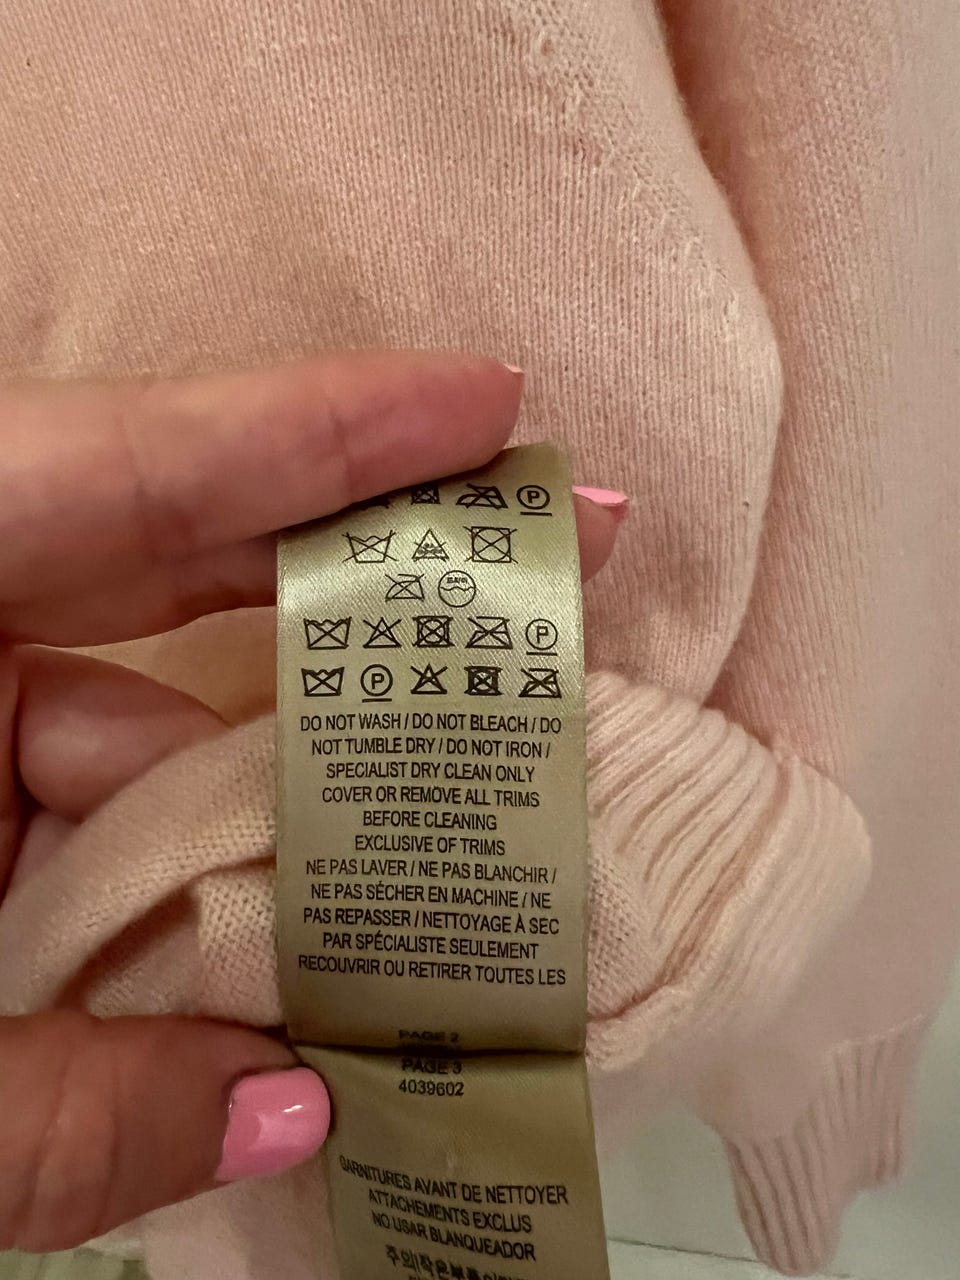 P
P
P
DO NOT WASH / DO NOT BLEACH / DO
NOT TUMBLE DRY / DO NOT IRON /
SPECIALIST DRY CLEAN ONLY
COVER OR REMOVE ALL TRIMS
BEFORE CLEANING
EXCLUSIVE OF TRIMS
NE PAS LAVER / NE PAS BLANCHIR /
NE PAS SÉCHER EN MACHINE / NE
PAS REPASSER / NETTOYAGE À SEC
PAR SPÉCIALISTE SEULEMENT
RECOUVRIR OU RETIRER TOUTES LES
PAGE 2
PAGE 3
4039602
GARNITURES AVANT DE NETTOYER
ATTACHEMENTS EXCLUS
NO USAR BLANQUEADOR